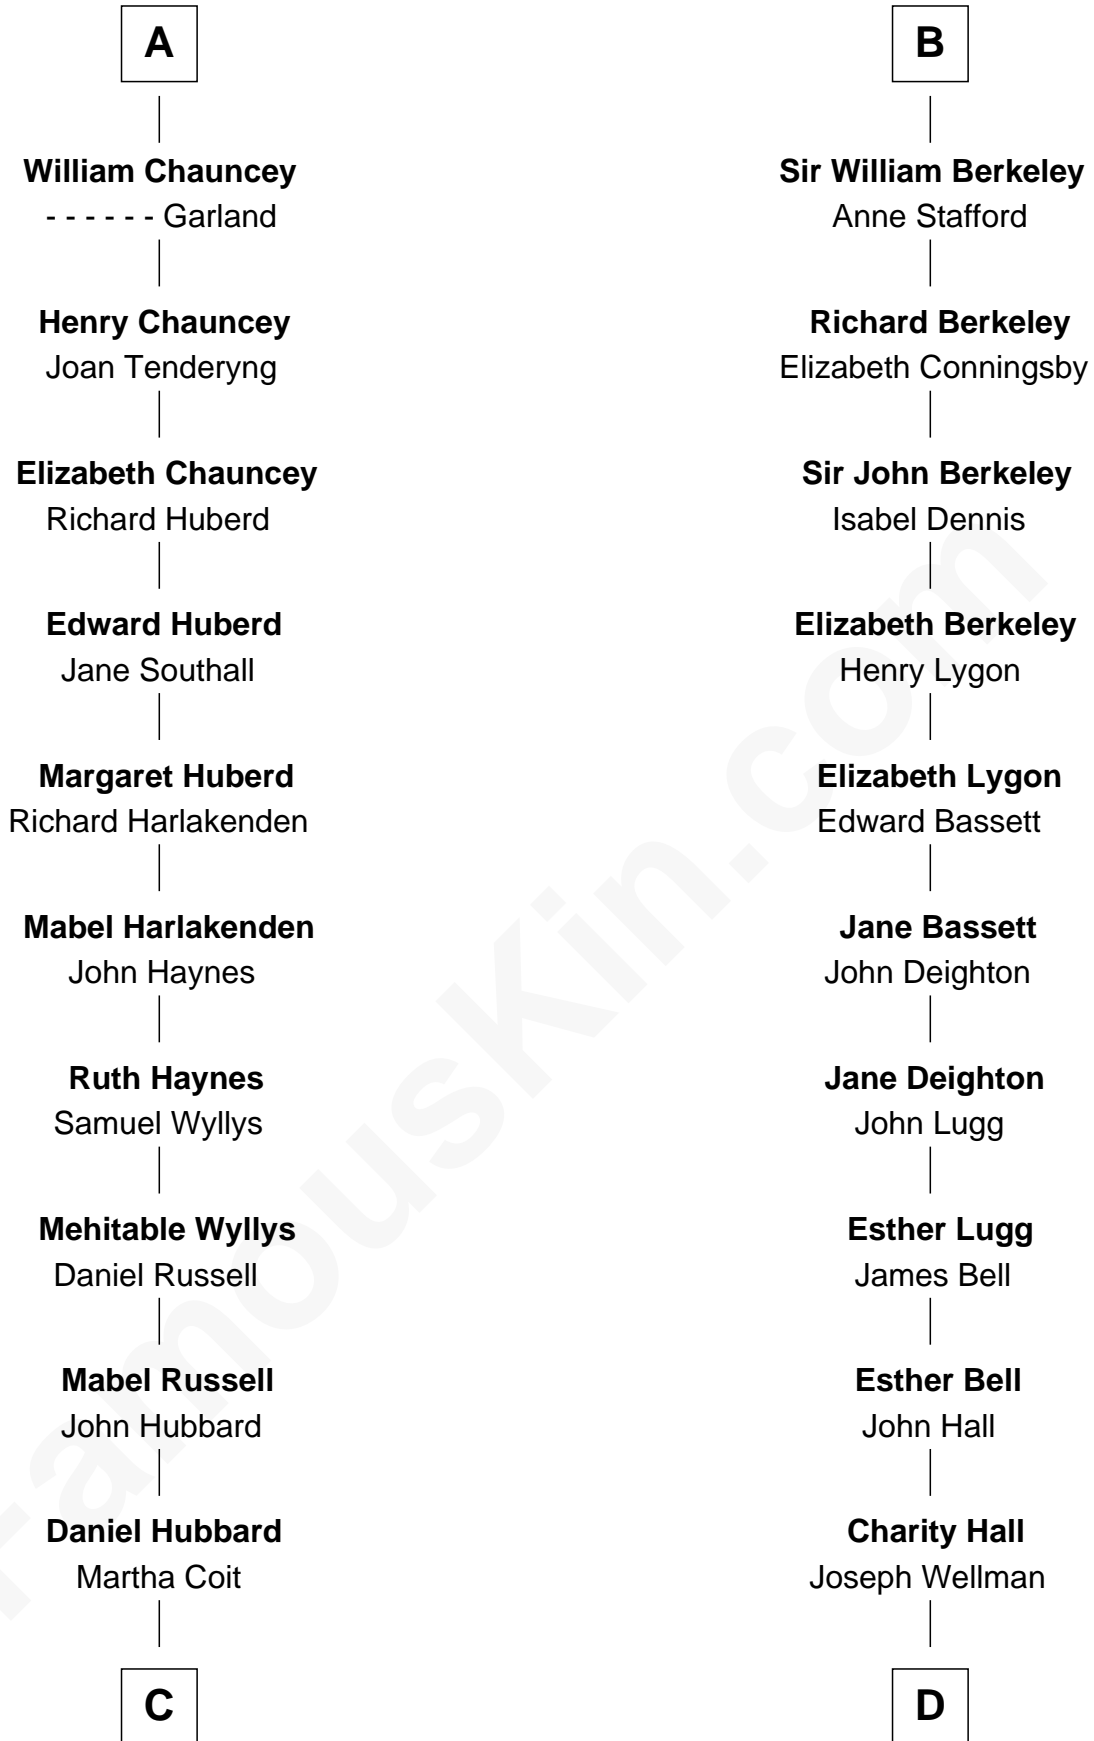 A
William Chauncey
- - - - - - Garland
Henry Chauncey
Joan Tenderyng
Elizabeth Chauncey
Richard Huberd
Edward Huberd
Jane Southall
Margaret Huberd
Richard Harlakenden
Mabel Harlakenden
John Haynes
Ruth Haynes
Samuel Wyllys
Mehitable Wyllys
Daniel Russell
Mabel Russell
John Hubbard
Daniel Hubbard
Martha Coit
C
B
Sir William Berkeley
Anne Stafford
Richard Berkeley
Elizabeth Conningsby
Sir John Berkeley
Isabel Dennis
Elizabeth Berkeley
Henry Lygon
Elizabeth Lygon
Edward Bassett
Jane Bassett
John Deighton
Jane Deighton
John Lugg
Esther Lugg
James Bell
Esther Bell
John Hall
Charity Hall
Joseph Wellman
D
FamousKin.com